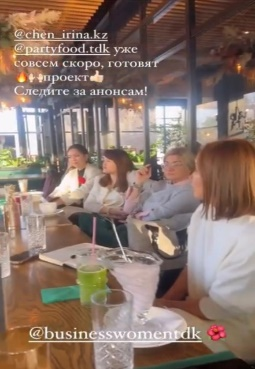 @chen_irina.kz
@partyfood.tdk уже
совсем скоро, готовят
🔥👯‍♀️проект👍🏻
Следите за анонсам!
@businesswomentdk 🌺